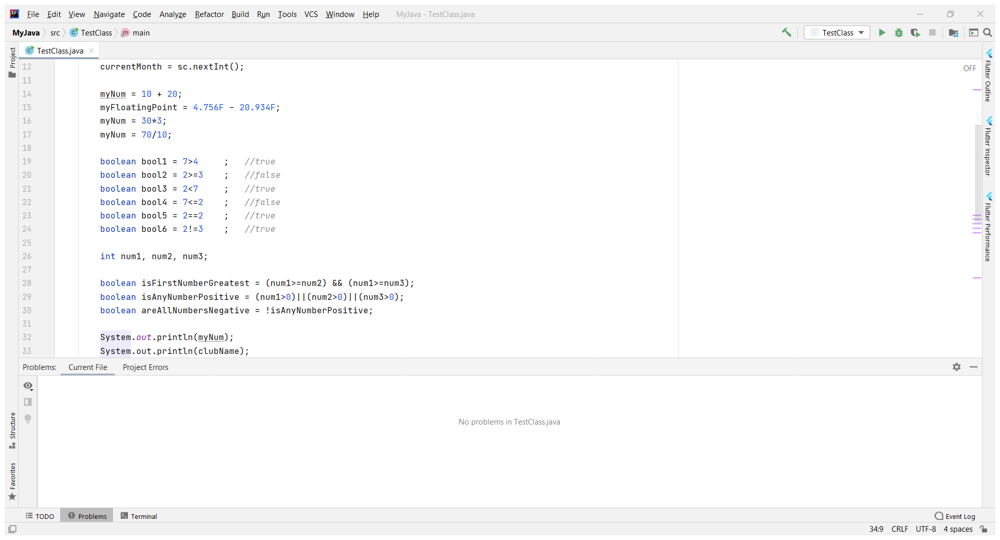 File Edit View Navigate Code Analyze Refactor Build Run Tools VCS Window Help MyJava - TestClass.java
MyJava src TestClass main
TestClass
Project
TestClass.java
12 currentMonth = sc.nextInt();
OFF
13
14 myNum = 10 + 20;
15 myFloatingPoint = 4.756F - 20.934F;
16 myNum = 30*3;
17 myNum = 70/10;
18
19 boolean bool1 = 7>4 ; //true
20 boolean bool2 = 2>=3 ; //false
21 boolean bool3 = 2<7 ; //true
22 boolean bool4 = 7<=2 ; //false
23 boolean bool5 = 2==2 ; //true
24 boolean bool6 = 2!=3 ; //true
25
26 int num1, num2, num3;
27
28 boolean isFirstNumberGreatest = (num1>=num2) && (num1>=num3);
29 boolean isAnyNumberPositive = (num1>0)||(num2>0)||(num3>0);
30 boolean areAllNumbersNegative = !isAnyNumberPositive;
31
32 System.out.println(myNum);
33 System.out.println(clubName);
Flutter Outline
Flutter Inspector
Flutter Performance
Problems: Current File Project Errors
No problems in TestClass.java
Structure
Favorites
TODO Problems Terminal Event Log
34:9 CRLF UTF-8 4 spaces